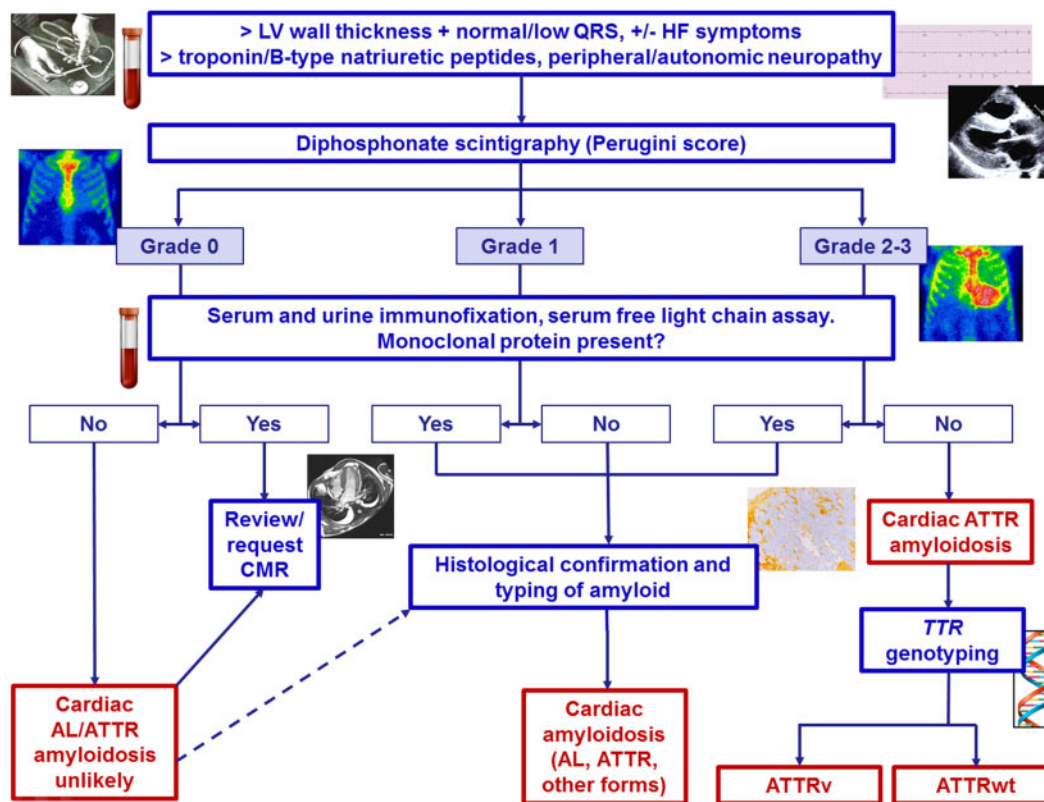 > LV wall thickness + normal/low QRS, +/- HF symptoms
> troponin/B-type natriuretic peptides, peripheral/autonomic neuropathy
Diphosphonate scintigraphy (Perugini score)
Grade 0
Grade 1
Grade 2-3
Serum and urine immunofixation, serum free light chain assay.
Monoclonal protein present?
No
Yes
Yes
No
Yes
No
Review/
request
CMR
Histological confirmation and
typing of amyloid
Cardiac ATTR
amyloidosis
TTR
genotyping
Cardiac
AL/ATTR
amyloidosis
unlikely
Cardiac
amyloidosis
(AL, ATTR,
other forms)
ATTRv
ATTRwt